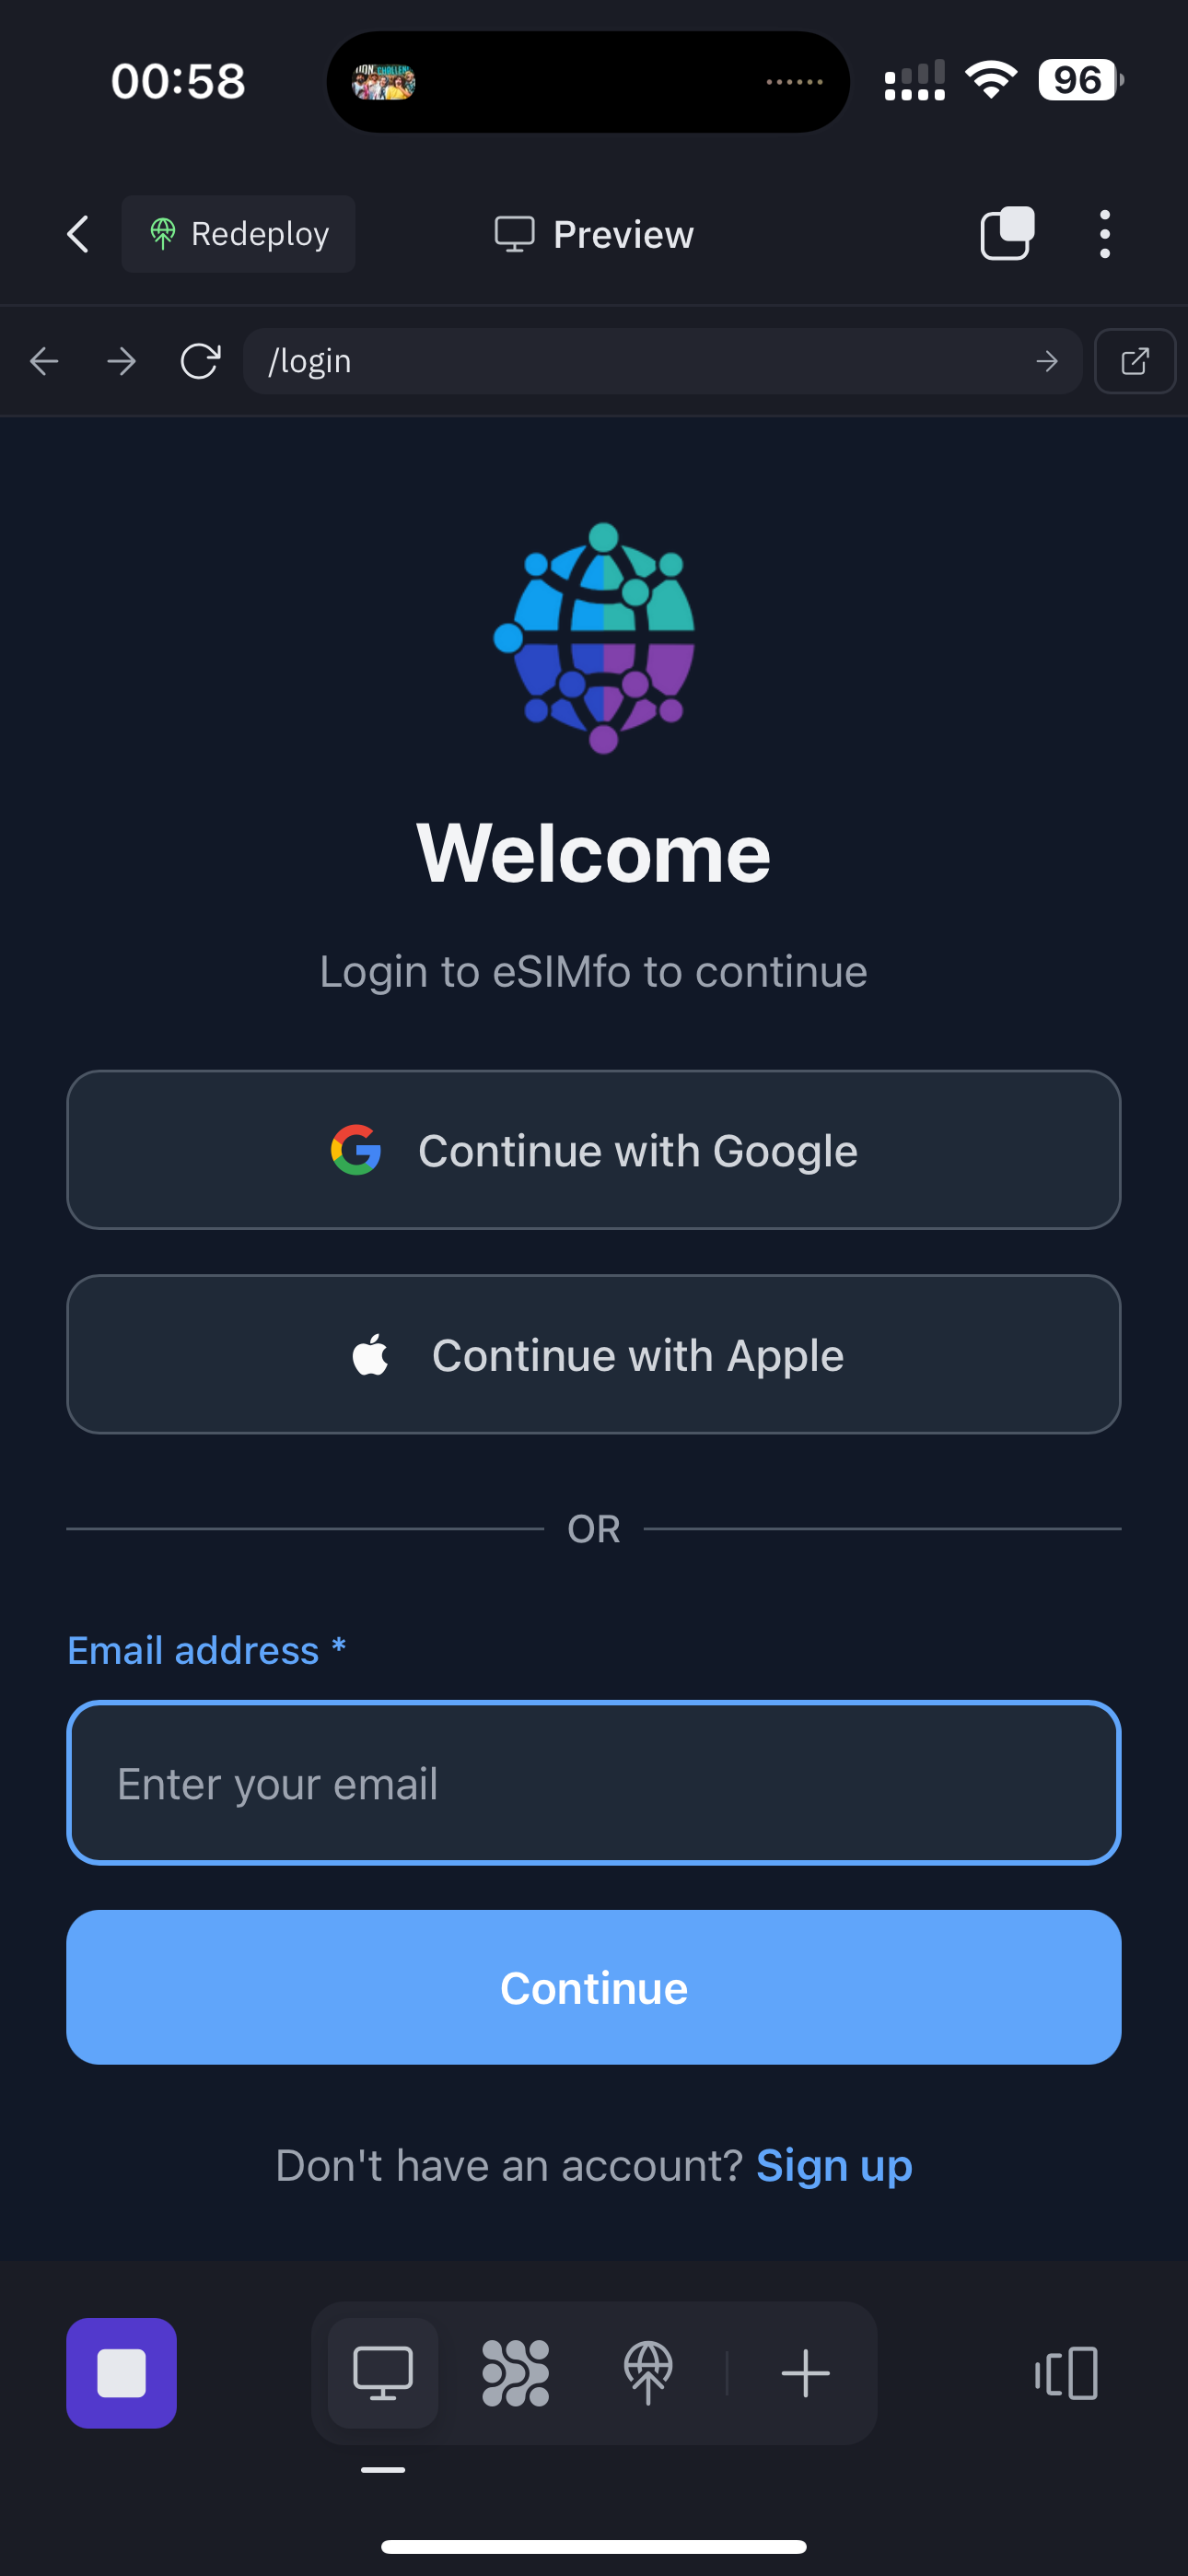 00:58
96
Redeploy
Preview
/login
Welcome
Login to eSIMfo to continue
Continue with Google
Continue with Apple
OR
Email address *
Enter your email
Continue
Don't have an account? Sign up